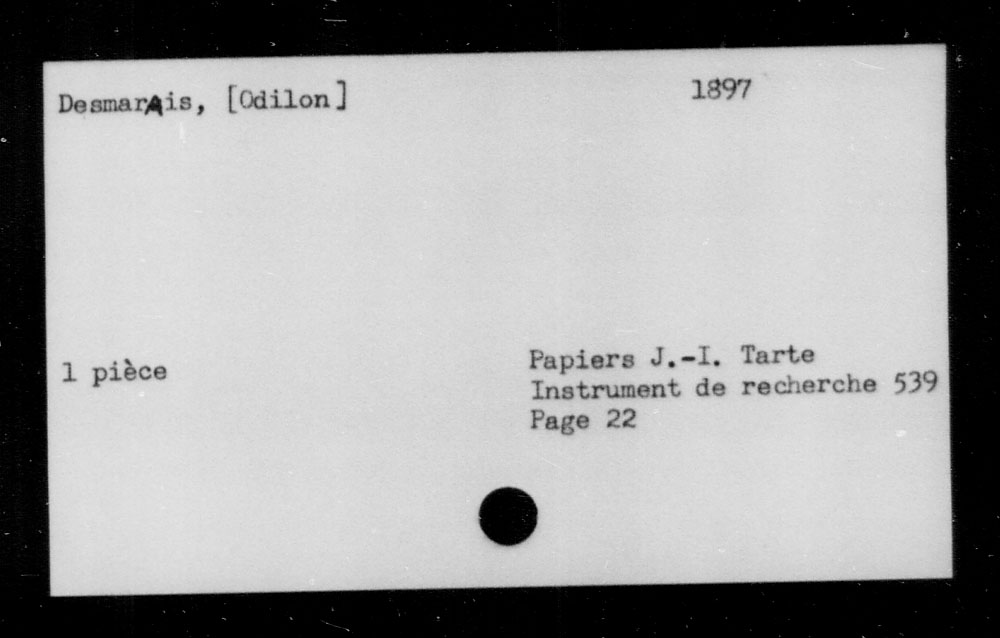 Desmarais, [Odilon]
1897
1 pièce
Papiers J.-I. Tarte
Instrument de recherche 539
Page 22